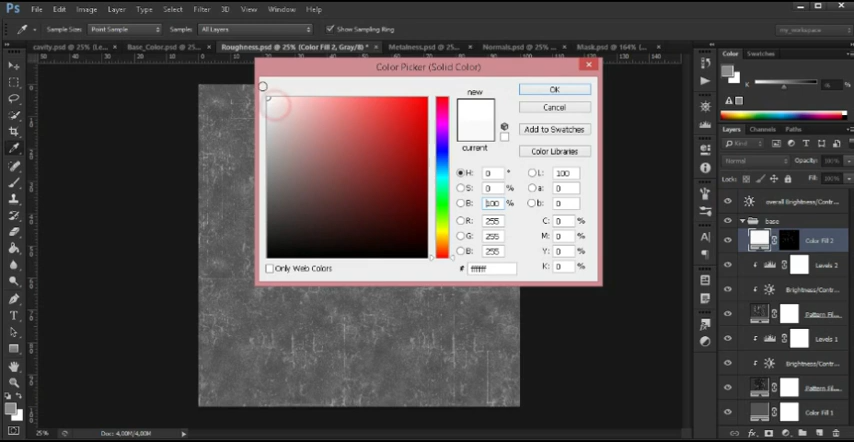 Ps File Edit Image Layer Type Select Filter 3D View Window Help
Sample Size: Point Sample Sample: All Layers Show Sampling Ring my_workspace
cavity.psd @ 25% (Le... Base_Color.psd @ 25... Roughness.psd @ 25% (Color Fill 2, Gray/8) * Metalness.psd @ 25% ... Normals.psd @ 25% ... Mask.psd @ 164% (...
Color Picker (Solid Color)
new
current
OK
Cancel
Add to Swatches
Color Libraries
H: 0 °
S: 0 %
B: 100 %
R: 255
G: 255
B: 255
L: 100
a: 0
b: 0
C: 0 %
M: 0 %
Y: 0 %
K: 0 %
# ffffff
Only Web Colors
Color Swatches
K
%
Layers Channels Paths
Kind
Normal Opacity: 100%
Lock: Fill: 100%
overall Brightness/Contr...
base
Color Fill 2
Levels 2
Brightness/Contr...
Pattern Fil...
Levels 1
Brightness/Contr...
Pattern Fil...
Color Fill 1
25% Doc: 4,00M/4,00M